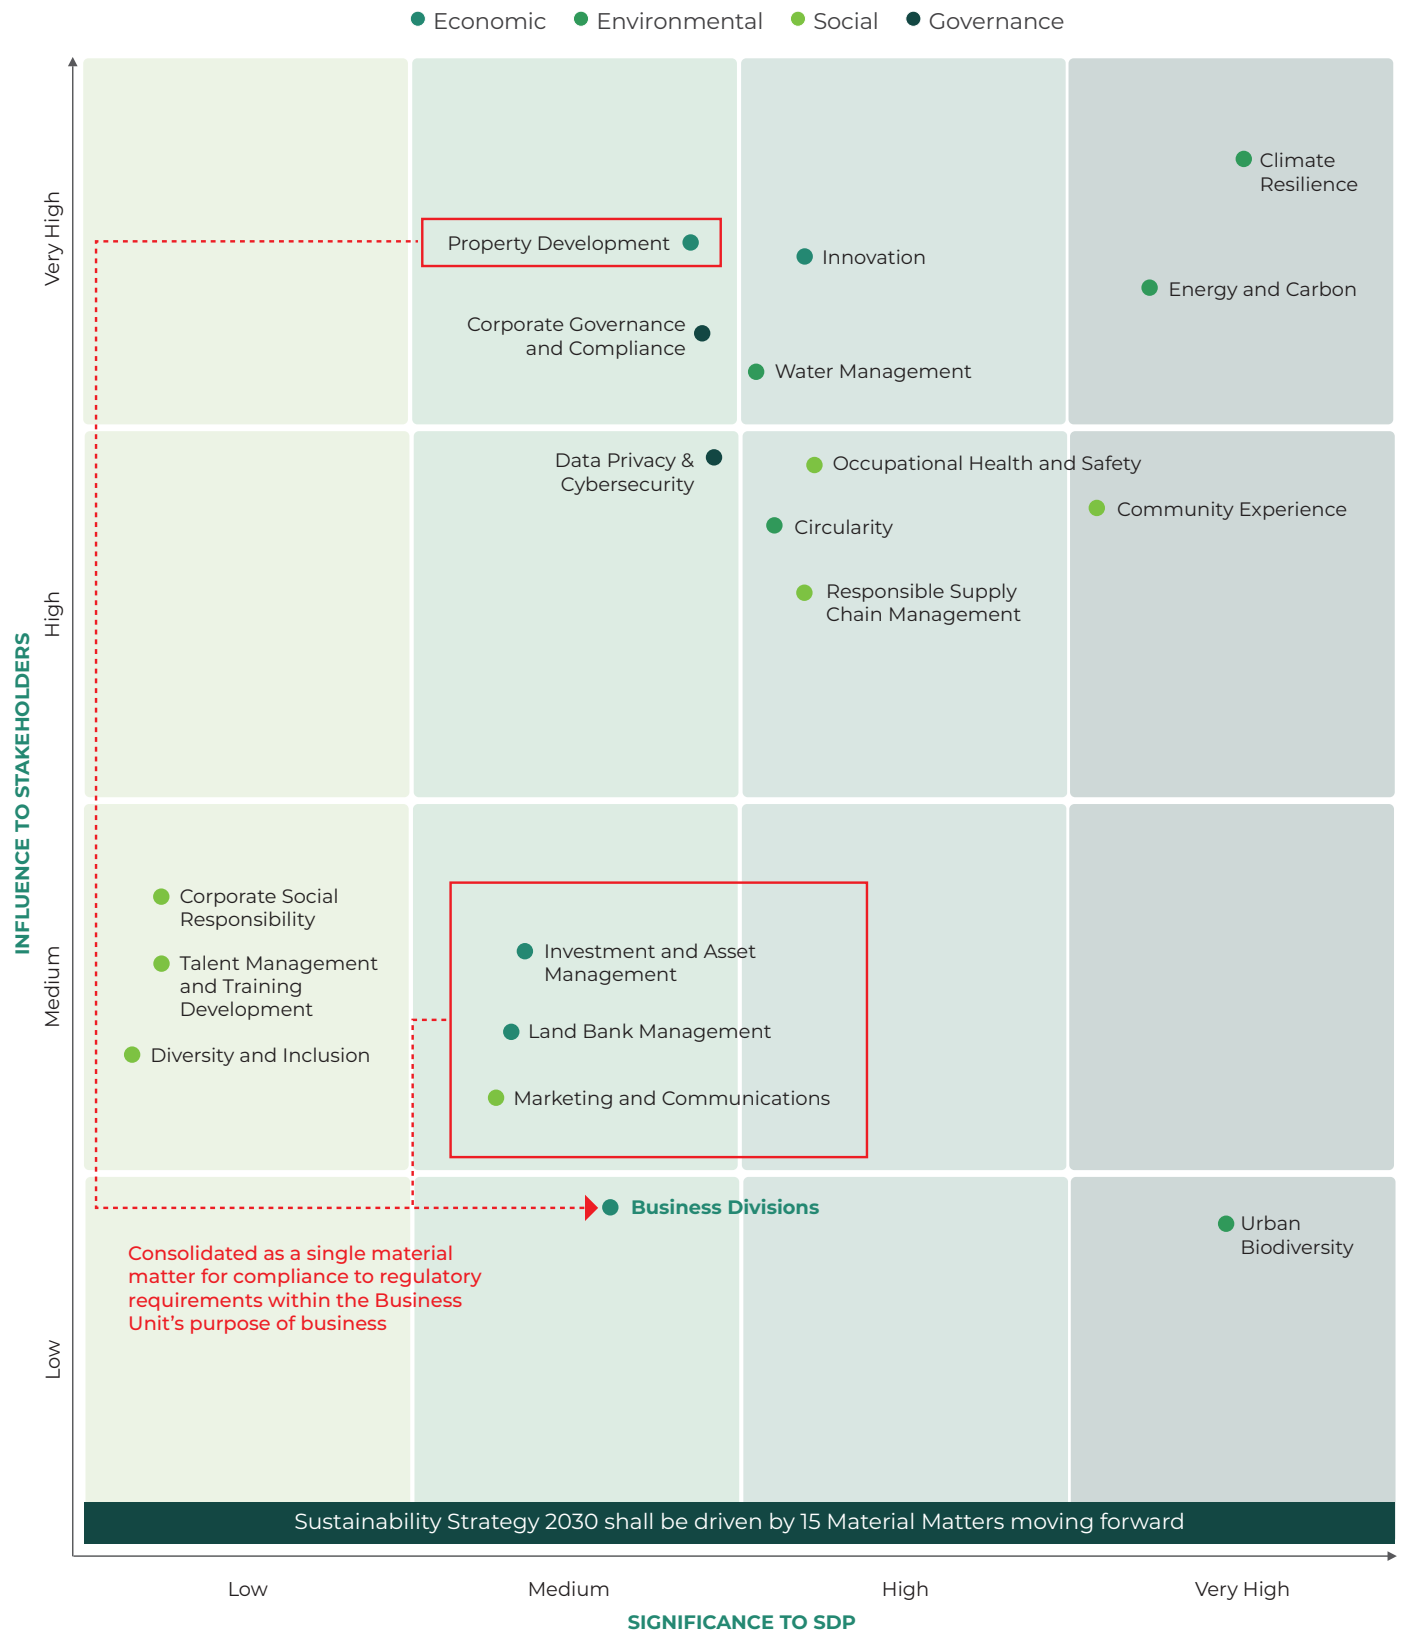 Economic
Environmental
Social
Governance
INFLUENCE TO STAKEHOLDERS
Very High
High
Medium
Low
Climate
Resilience
Property Development
Innovation
Energy and Carbon
Corporate Governance
and Compliance
Water Management
Data Privacy &
Cybersecurity
Occupational Health and Safety
Community Experience
Circularity
Responsible Supply
Chain Management
Corporate Social
Responsibility
Talent Management
and Training
Development
Diversity and Inclusion
Investment and Asset
Management
Land Bank Management
Marketing and Communications
Business Divisions
Urban
Biodiversity
Consolidated as a single material
matter for compliance to regulatory
requirements within the Business
Unit’s purpose of business
Sustainability Strategy 2030 shall be driven by 15 Material Matters moving forward
Low
Medium
High
Very High
SIGNIFICANCE TO SDP